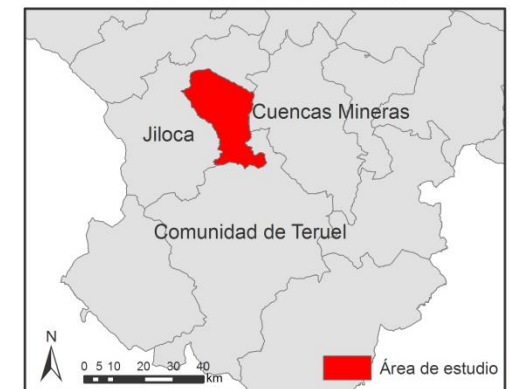 Cuencas Mineras
Jiloca
Comunidad de Teruel
N
0 5 10 20 30 40
km
Área de estudio